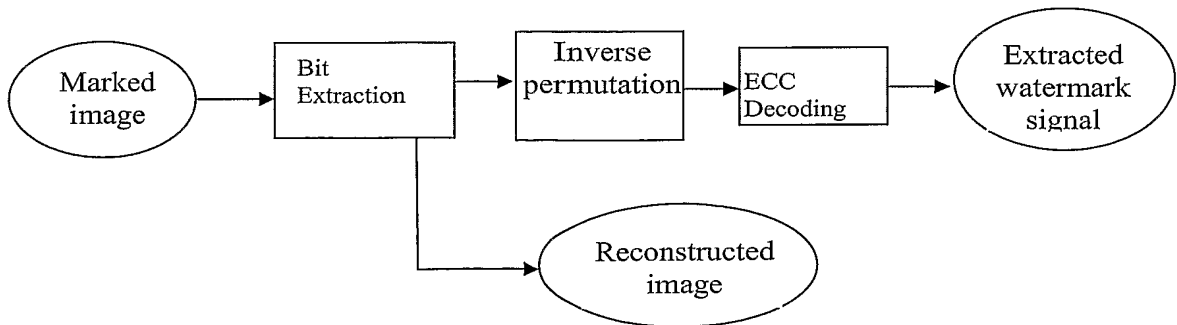 Marked
image
Bit
Extraction
Inverse
permutation
ECC
Decoding
Extracted
watermark
signal
Reconstructed
image